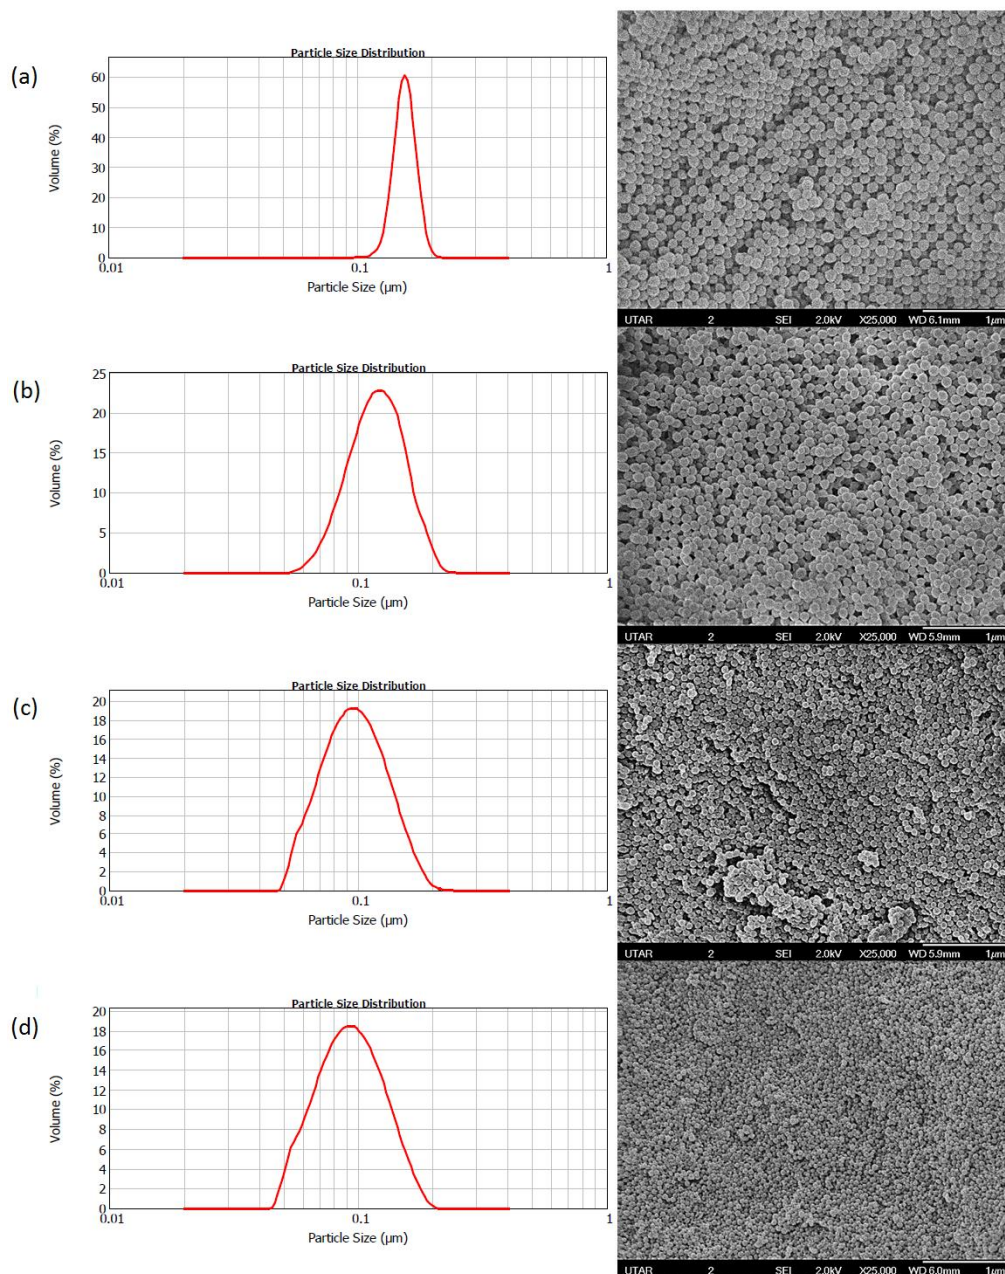 (a)
Particle Size Distribution
Volume (%)
60
50
40
30
20
10
0
0.01 0.1 1
Particle Size (µm)
UTAR 2 SEI 2.0kV X25,000 WD 6.1mm 1µm
(b)
Particle Size Distribution
Volume (%)
25
20
15
10
5
0
0.01 0.1 1
Particle Size (µm)
UTAR 2 SEI 2.0kV X25,000 WD 5.9mm 1µm
(c)
Particle Size Distribution
Volume (%)
20
18
16
14
12
10
8
6
4
2
0
0.01 0.1 1
Particle Size (µm)
UTAR 2 SEI 2.0kV X25,000 WD 5.9mm 1µm
(d)
Particle Size Distribution
Volume (%)
20
18
16
14
12
10
8
6
4
2
0
0.01 0.1 1
Particle Size (µm)
UTAR 2 SEI 2.0kV X25,000 WD 6.0mm 1µm